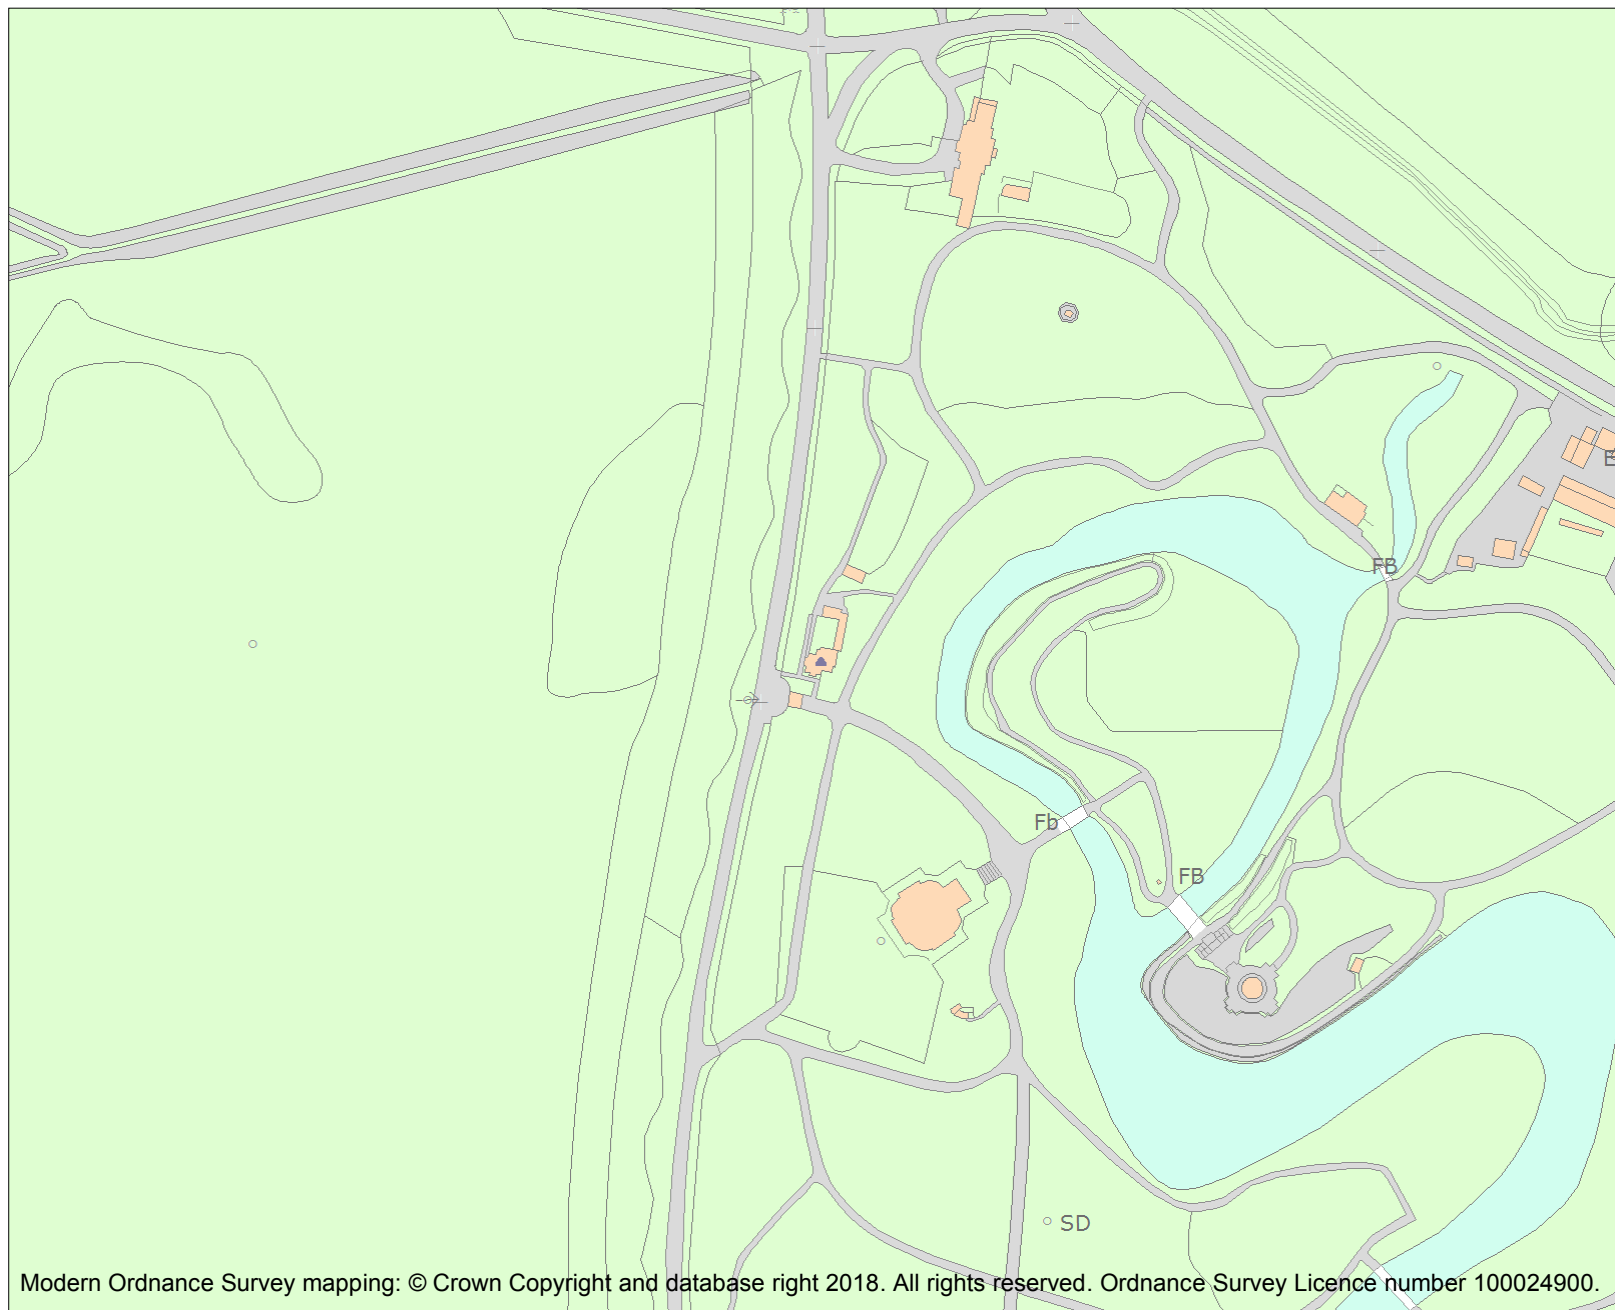 E
FB
Fb
FB
SD
Modern Ordnance Survey mapping: © Crown Copyright and database right 2018. All rights reserved. Ordnance Survey Licence number 100024900.